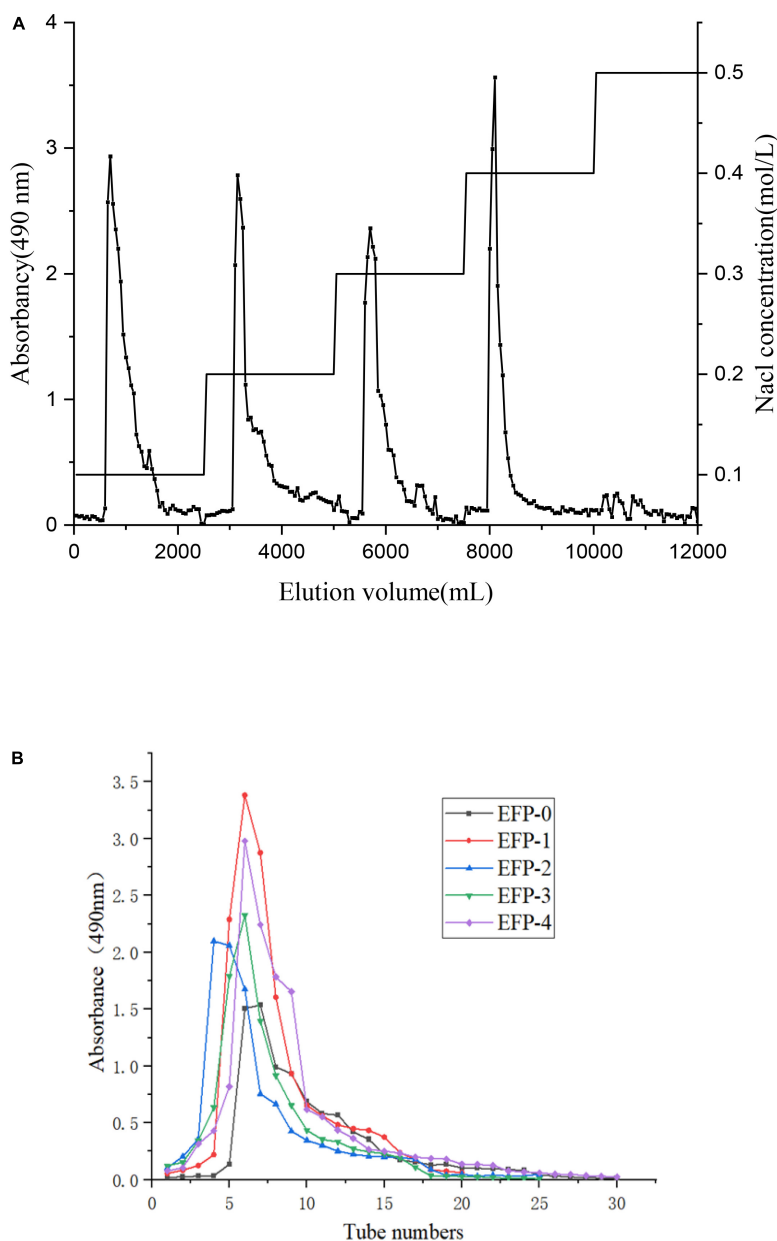 A
Absorbancy(490 nm)
4
3
2
1
0
0.5
0.4
0.3
0.2
0.1
Nacl concentration(mol/L)
0 2000 4000 6000 8000 10000 12000
Elution volume(mL)
B
Absorbance（490nm）
3.5
3.0
2.5
2.0
1.5
1.0
0.5
0.0
EFP-0
EFP-1
EFP-2
EFP-3
EFP-4
0 5 10 15 20 25 30
Tube numbers